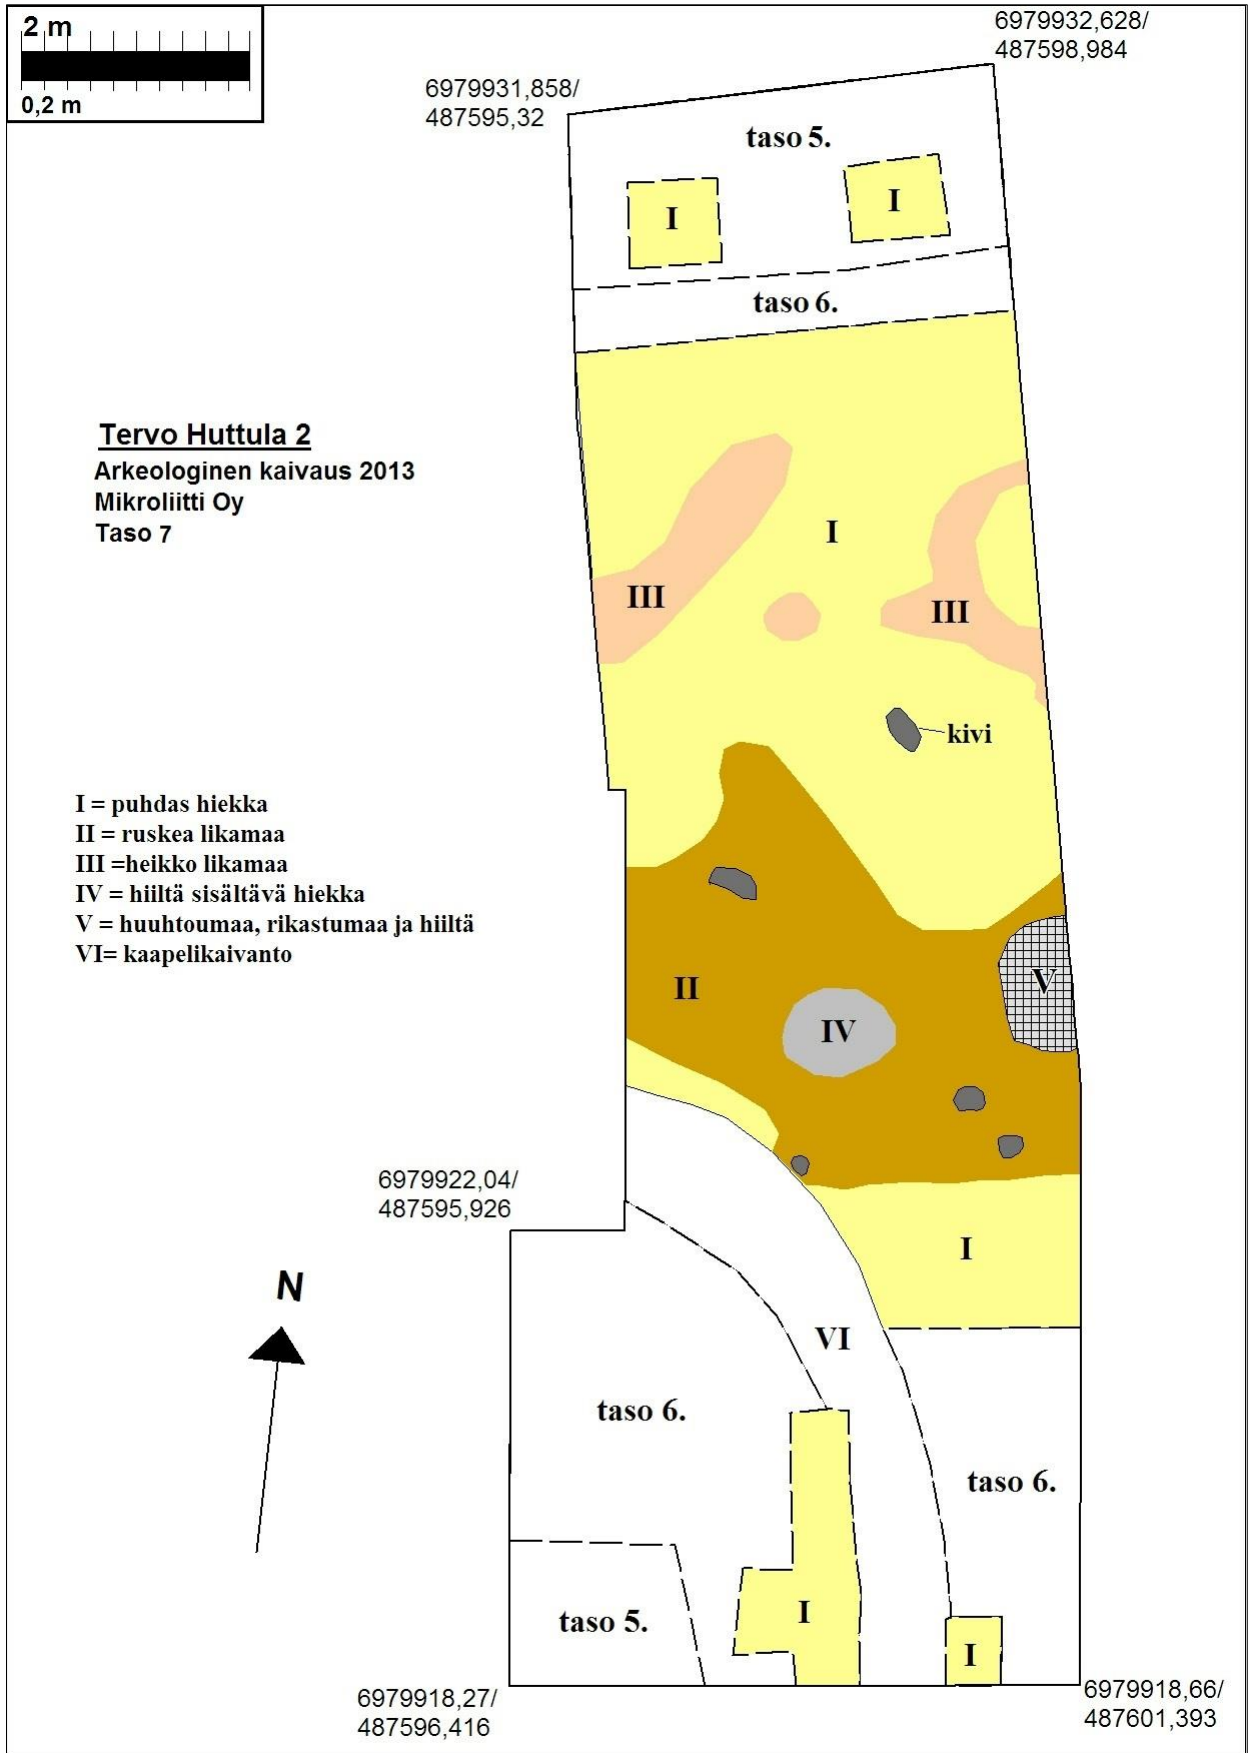 2 m
0,2 m
6979932,628/
487598,984
6979931,858/
487595,32
taso 5.
I
I
taso 6.
Tervo Huttula 2
Arkeologinen kaivaus 2013
Mikroliitti Oy
Taso 7
I
III
III
kivi
I = puhdas hiekka
II = ruskea likamaa
III =heikko likamaa
IV = hiiltä sisältävä hiekka
V = huuhtoumaa, rikastumaa ja hiiltä
VI= kaapelikaivanto
II
IV
V
6979922,04/
487595,926
I
N
VI
taso 6.
taso 6.
taso 5.
I
I
6979918,27/
487596,416
6979918,66/
487601,393